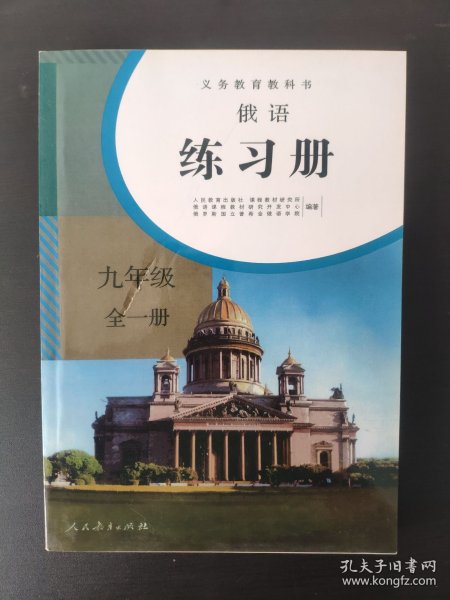 义务教育教科书
俄语
练习册
人民教育出版社 课程教材研究所
俄语课程教材研究开发中心
俄罗斯国立普希金俄语学院
编著
九年级
全一册
人民教育出版社
孔夫子旧书网
www.kongfz.com